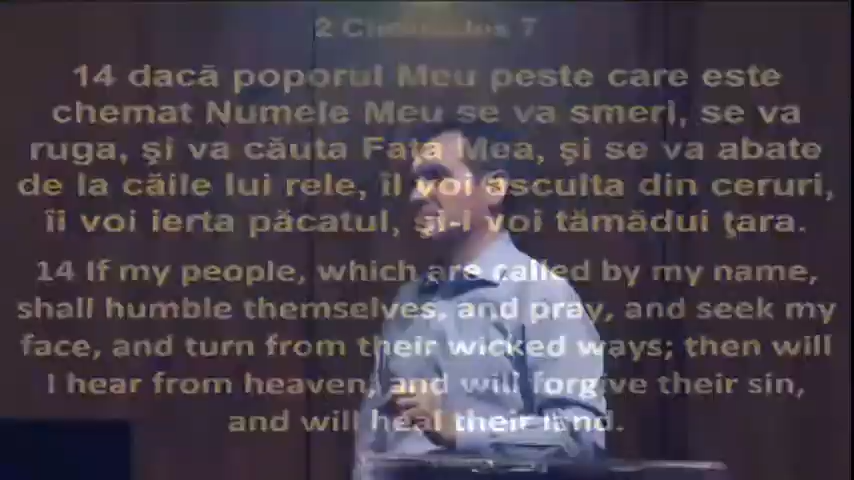 2 Chronicles 7
14 dacă poporul Meu peste care este
chemat Numele Meu se va smeri, se va
ruga, şi va căuta Faţa Mea, şi se va abate
de la căile lui rele, îl voi asculta din ceruri,
îi voi ierta păcatul, şi-i voi tămădui ţara.
14 If my people, which are called by my name,
shall humble themselves, and pray, and seek my
face, and turn from their wicked ways; then will
I hear from heaven, and will forgive their sin,
and will heal their land.